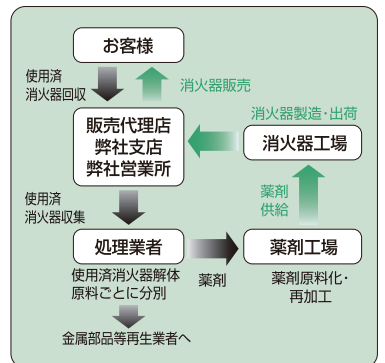 お客様
使用済
消火器回収
消火器販売
販売代理店
弊社支店
弊社営業所
消火器製造・出荷
消火器工場
使用済
消火器収集
薬剤
供給
処理業者
薬剤
薬剤工場
使用済消火器解体
原料ごとに分別
薬剤原料化・
再加工
金属部品等再生業者へ